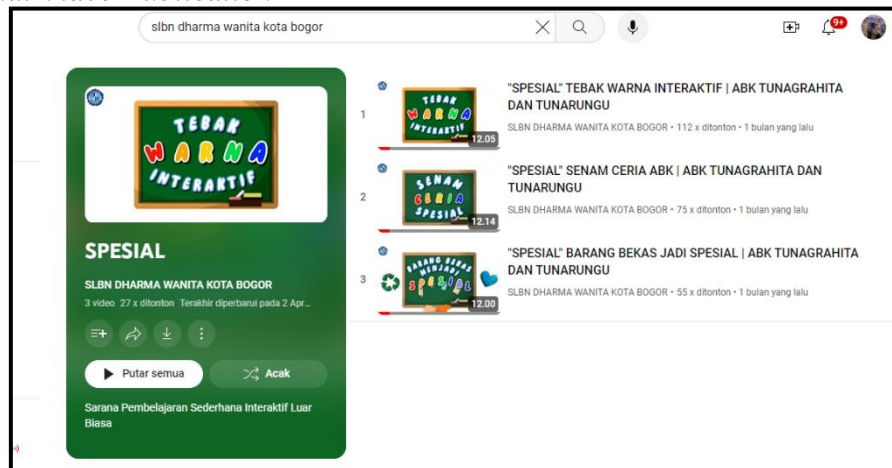 slbn dharma wanita kota bogor
9+
TEBAK
WARNA
INTERAKTIF
SPESIAL
SLBN DHARMA WANITA KOTA BOGOR
3 video 27 x ditonton Terakhir diperbarui pada 2 Apr...
Putar semua
Acak
Sarana Pembelajaran Sederhana Interaktif Luar
Biasa
1
TEBAK
WARNA
INTERAKTIF
12.05
"SPESIAL" TEBAK WARNA INTERAKTIF | ABK TUNAGRAHITA
DAN TUNARUNGU
SLBN DHARMA WANITA KOTA BOGOR • 112 x ditonton • 1 bulan yang lalu
2
SENAM
CERIA
SPESIAL
12.14
"SPESIAL" SENAM CERIA ABK | ABK TUNAGRAHITA DAN
TUNARUNGU
SLBN DHARMA WANITA KOTA BOGOR • 75 x ditonton • 1 bulan yang lalu
3
BARANG BEKAS
MENJADI
SPESIAL
12.00
"SPESIAL" BARANG BEKAS JADI SPESIAL | ABK TUNAGRAHITA
DAN TUNARUNGU
SLBN DHARMA WANITA KOTA BOGOR • 55 x ditonton • 1 bulan yang lalu